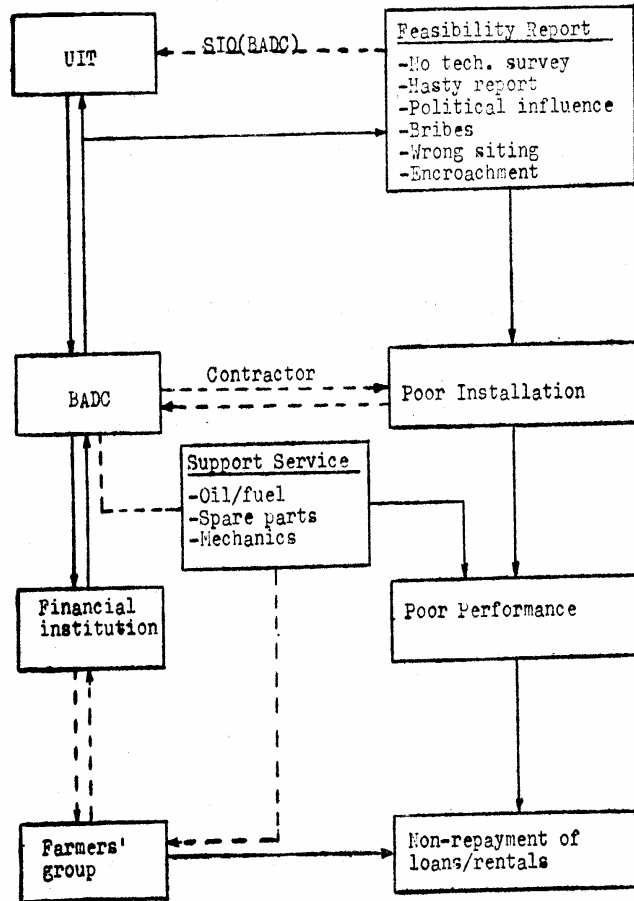 UIT
SIO(BADC)
Feasibility Report
-No tech. survey
-Hasty report
-Political influence
-Bribes
-Wrong siting
-Encroachment
BADC
Contractor
Poor Installation
Support Service
-Oil/fuel
-Spare parts
-Mechanics
Financial
institution
Poor Performance
Farmers'
group
Non-repayment of
loans/rentals